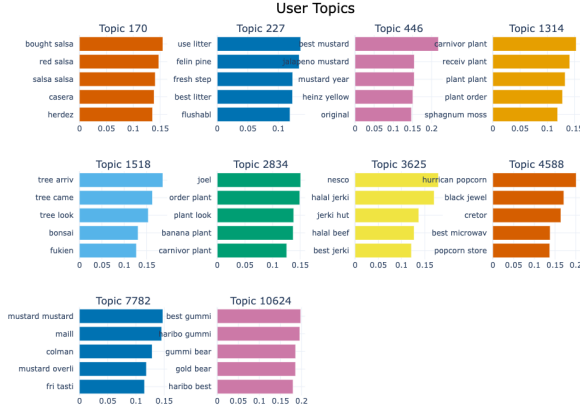 User Topics
Topic 170
bought salsa
red salsa
salsa salsa
casera
herdez
0 0.05 0.1 0.15
Topic 227
use litter
felin pine
fresh step
best litter
flushabl
0 0.05 0.1
Topic 446
best mustard
jalapeno mustard
mustard year
heinz yellow
original
0 0.05 0.1 0.15 0.2
Topic 1314
carnivor plant
receiv plant
plant plant
plant order
sphagnum moss
0 0.05 0.1 0.15
Topic 1518
tree arriv
tree came
tree look
bonsai
fukien
0 0.05 0.1 0.15
Topic 2834
joel
order plant
plant look
banana plant
carnivor plant
0 0.05 0.1 0.15
Topic 3625
nesco
halal jerki
jerki hut
halal beef
best jerki
0 0.05 0.1 0.15
Topic 4588
hurrican popcorn
black jewel
cretor
best microwav
popcorn store
0 0.05 0.1 0.15 0.2
Topic 7782
mustard mustard
maill
colman
mustard overli
fri tasti
0 0.05 0.1 0.15
Topic 10624
best gummi
haribo gummi
gummi bear
gold bear
haribo best
0 0.05 0.1 0.15 0.2